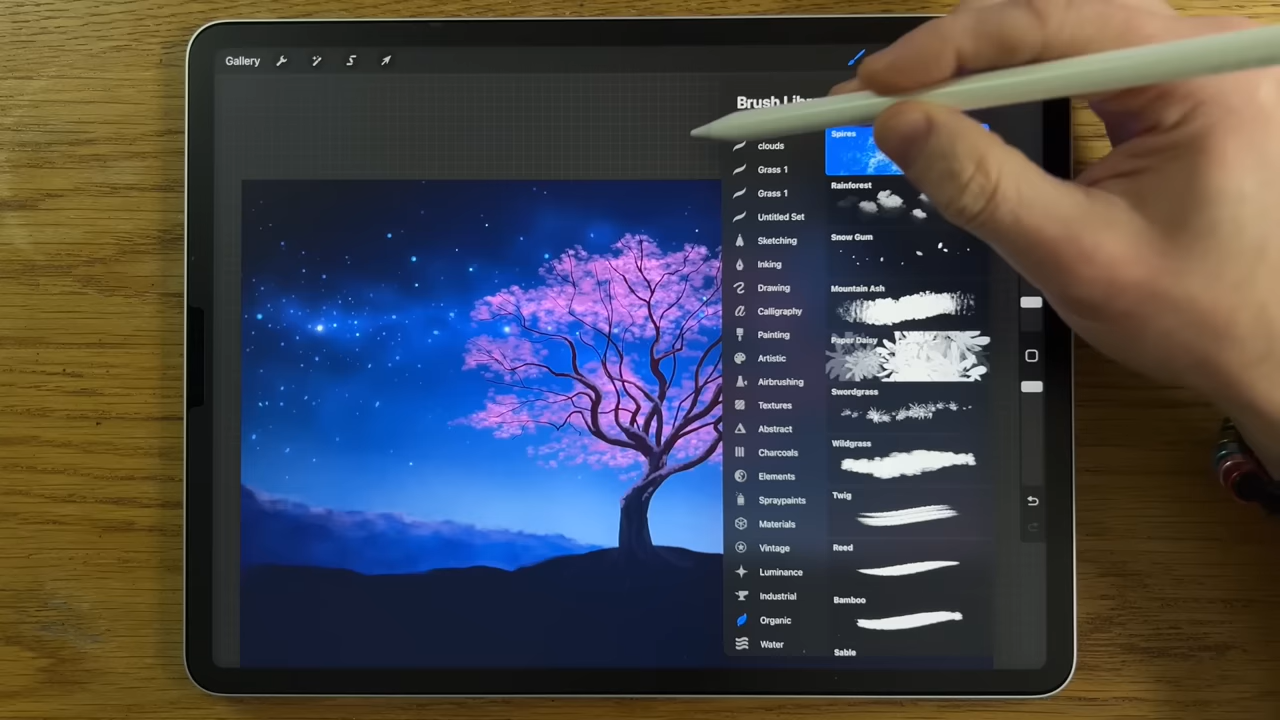 Gallery
Brush Libr
clouds
Grass 1
Grass 1
Untitled Set
Sketching
Inking
Drawing
Calligraphy
Painting
Artistic
Airbrushing
Textures
Abstract
Charcoals
Elements
Spraypaints
Materials
Vintage
Luminance
Industrial
Organic
Water
Spires
Rainforest
Snow Gum
Mountain Ash
Paper Daisy
Swordgrass
Wildgrass
Twig
Reed
Bamboo
Sable